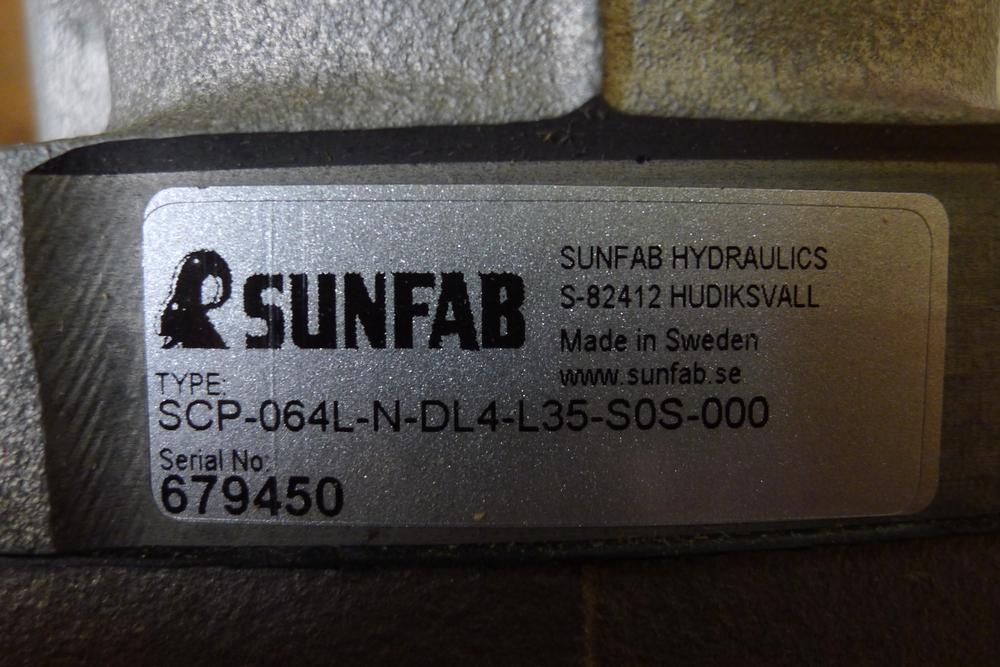 SUNFAB
SUNFAB HYDRAULICS
S-82412 HUDIKSVALL
Made in Sweden
www.sunfab.se
TYPE:
SCP-064L-N-DL4-L35-S0S-000
Serial No:
679450